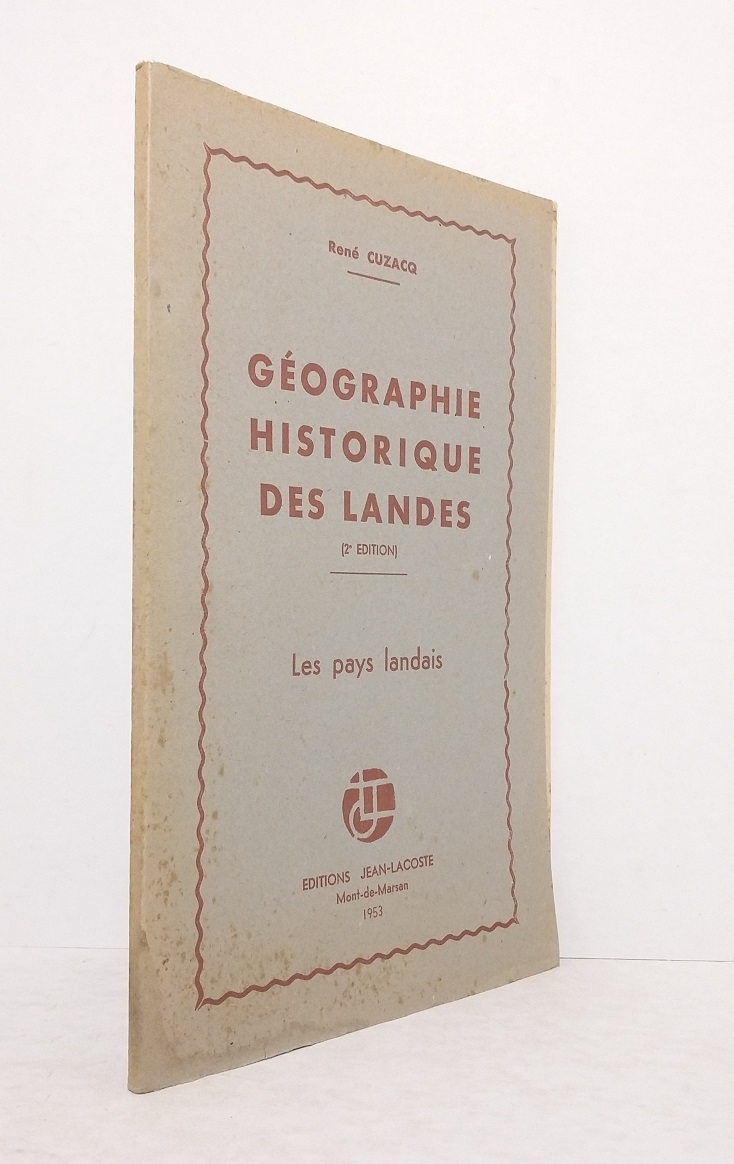 René CUZACQ
GÉOGRAPHIE
HISTORIQUE
DES LANDES
(2e EDITION)
Les pays landais
EDITIONS JEAN-LACOSTE
Mont-de-Marsan
1953